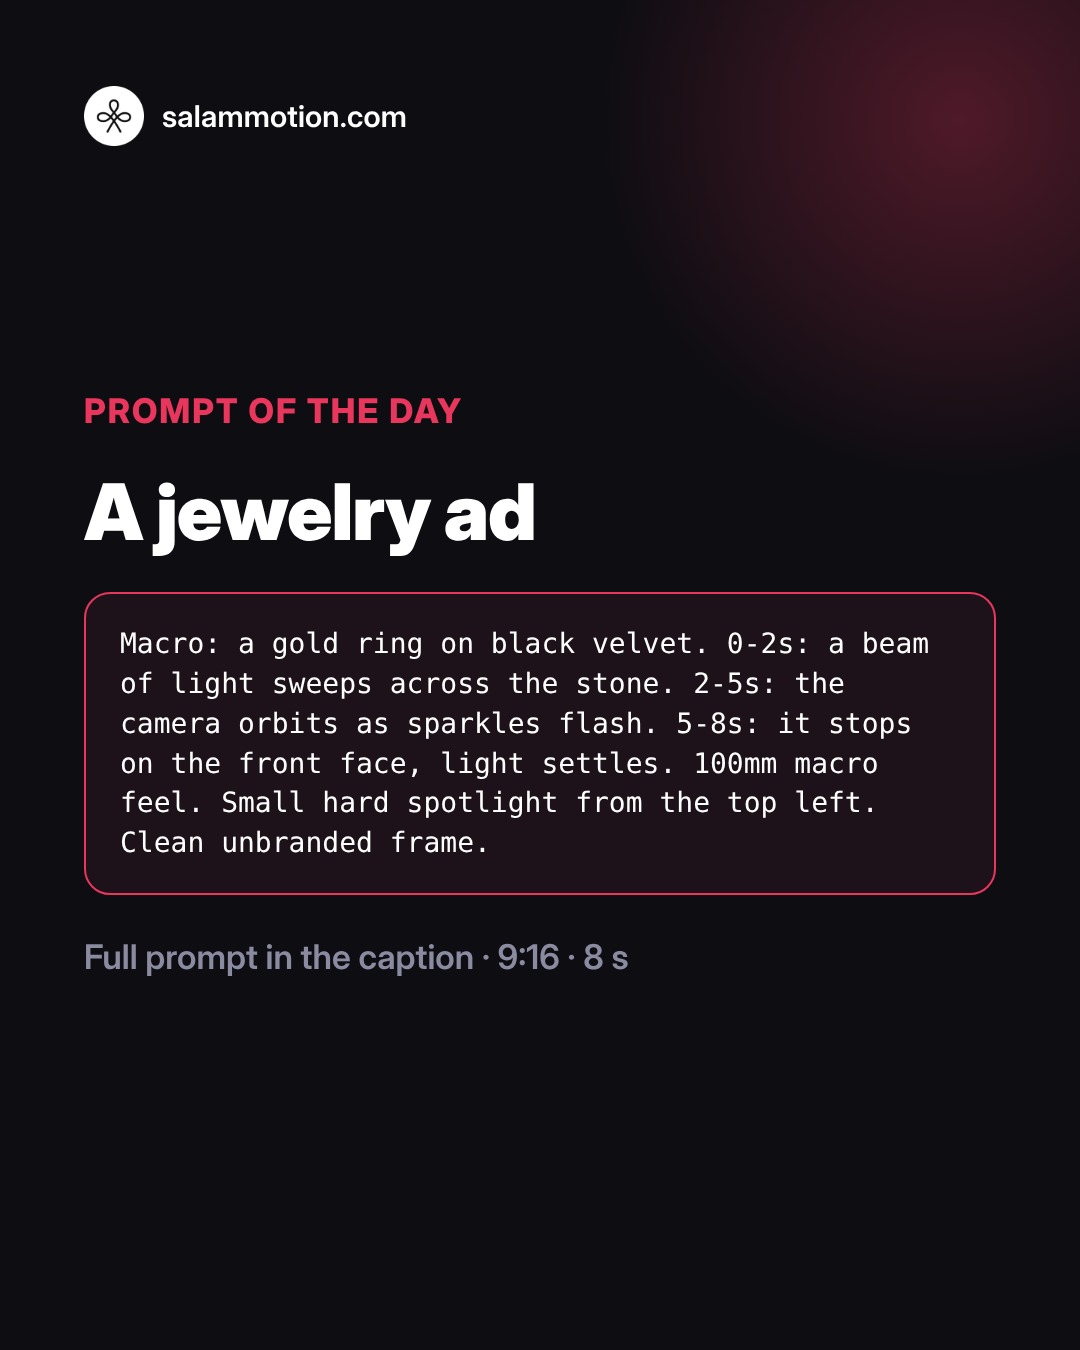 salammotion.com
PROMPT OF THE DAY
A jewelry ad
Macro: a gold ring on black velvet. 0-2s: a beam
of light sweeps across the stone. 2-5s: the
camera orbits as sparkles flash. 5-8s: it stops
on the front face, light settles. 100mm macro
feel. Small hard spotlight from the top left.
Clean unbranded frame.
Full prompt in the caption · 9:16 · 8 s